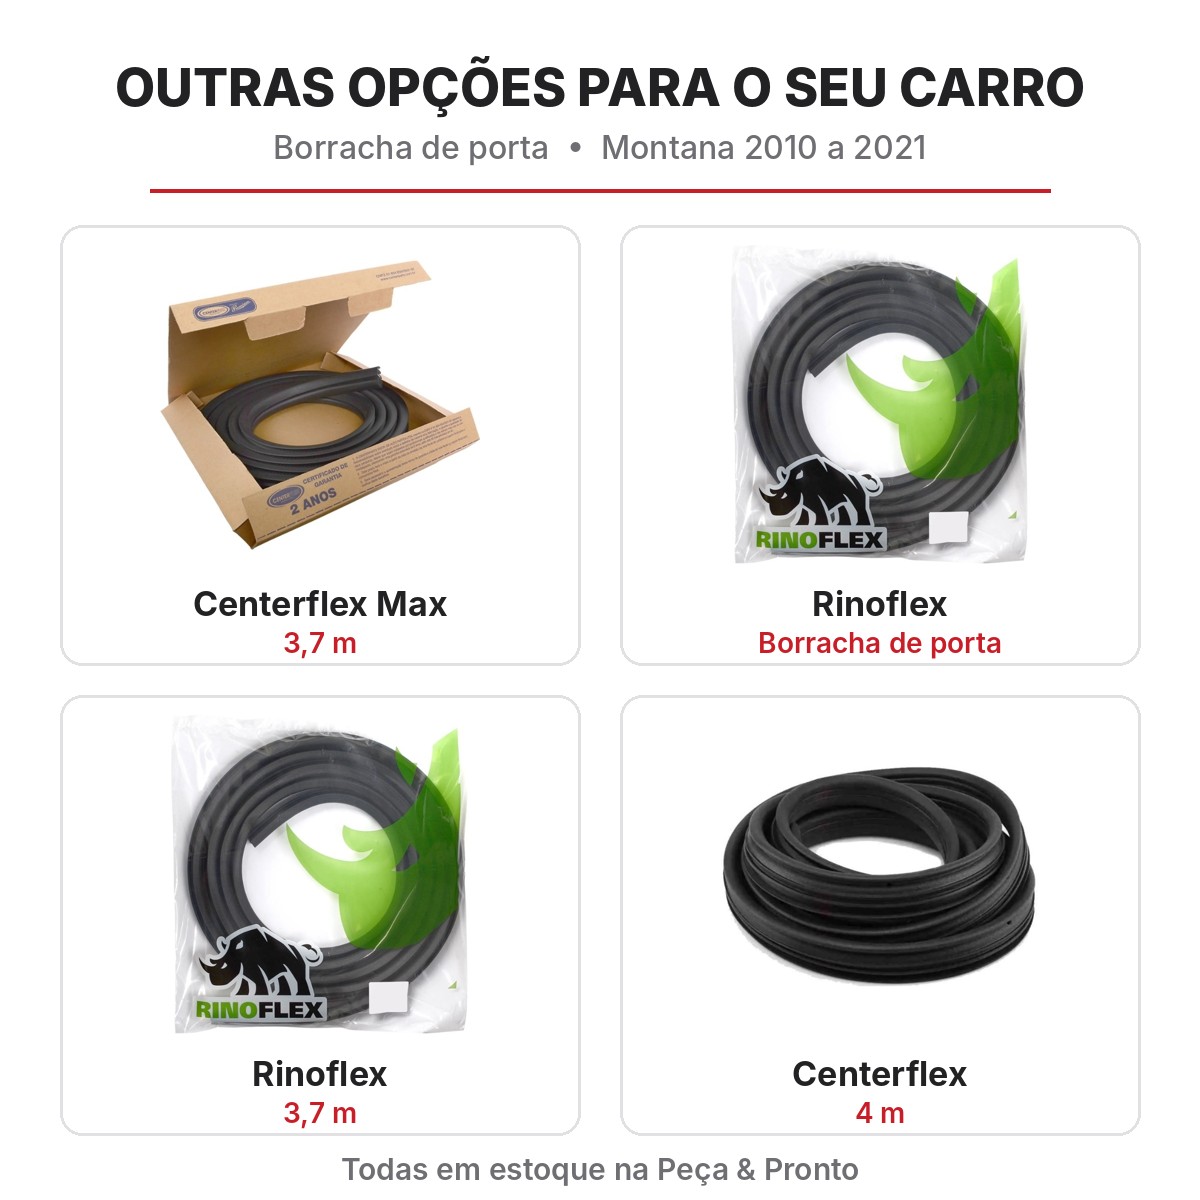 OUTRAS OPÇÕES PARA O SEU CARRO
Borracha de porta • Montana 2010 a 2021
CERTIFICADO DE
GARANTIA
2 ANOS
Centerflex Max
3,7 m
RINOFLEX
Rinoflex
Borracha de porta
RINOFLEX
Rinoflex
3,7 m
Centerflex
4 m
Todas em estoque na Peça & Pronto